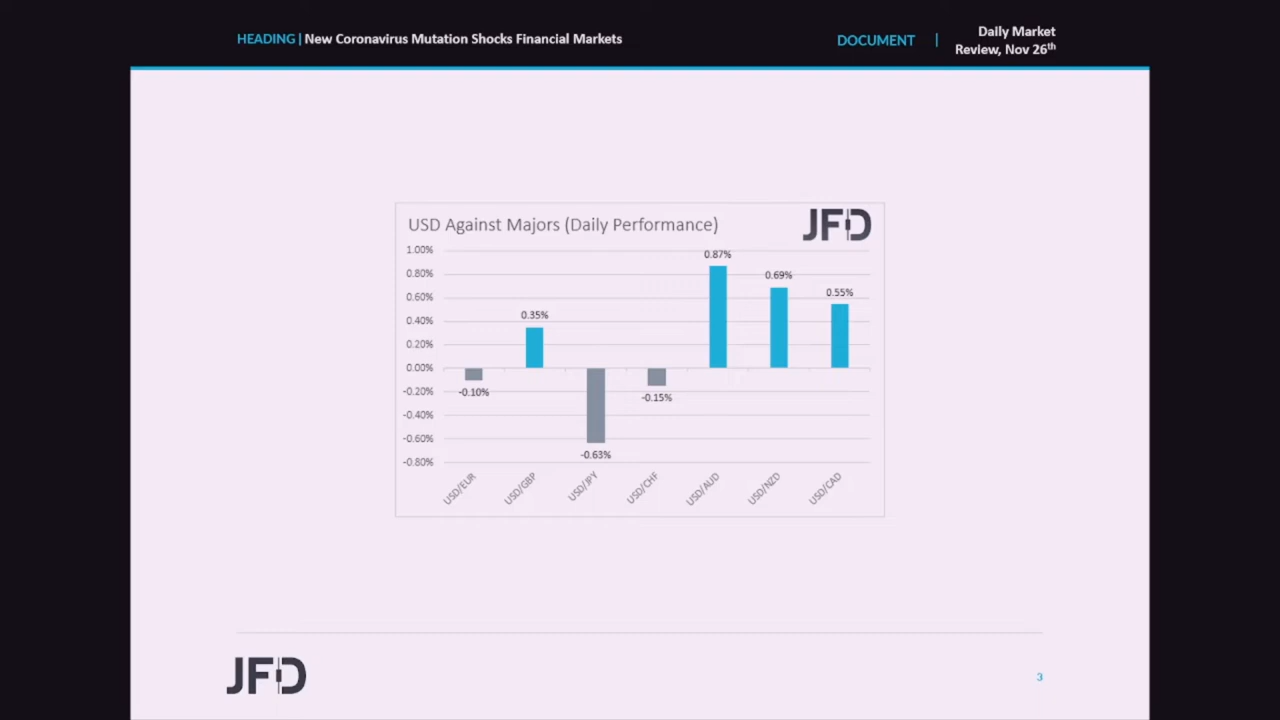 HEADING | New Coronavirus Mutation Shocks Financial Markets
DOCUMENT |
Daily Market
Review, Nov 26th
USD Against Majors (Daily Performance)
JFD
1.00%
0.80%
0.60%
0.40%
0.20%
0.00%
-0.20%
-0.40%
-0.60%
-0.80%
-0.10%
0.35%
-0.63%
-0.15%
0.87%
0.69%
0.55%
USD/EUR
USD/GBP
USD/JPY
USD/CHF
USD/AUD
USD/NZD
USD/CAD
JFD
3